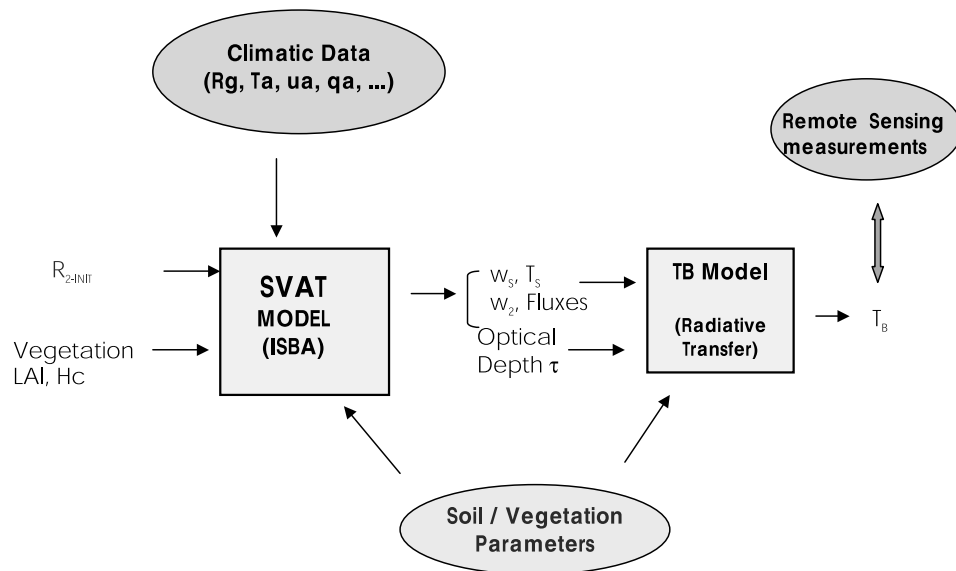 Climatic Data
(Rg, Ta, ua, qa, ...)
Remote Sensing
measurements
R2-INIT
Vegetation
LAI, Hc
SVAT
MODEL
(ISBA)
ws, Ts
w2, Fluxes
Optical
Depth τ
TB Model
(Radiative
Transfer)
TB
Soil / Vegetation
Parameters